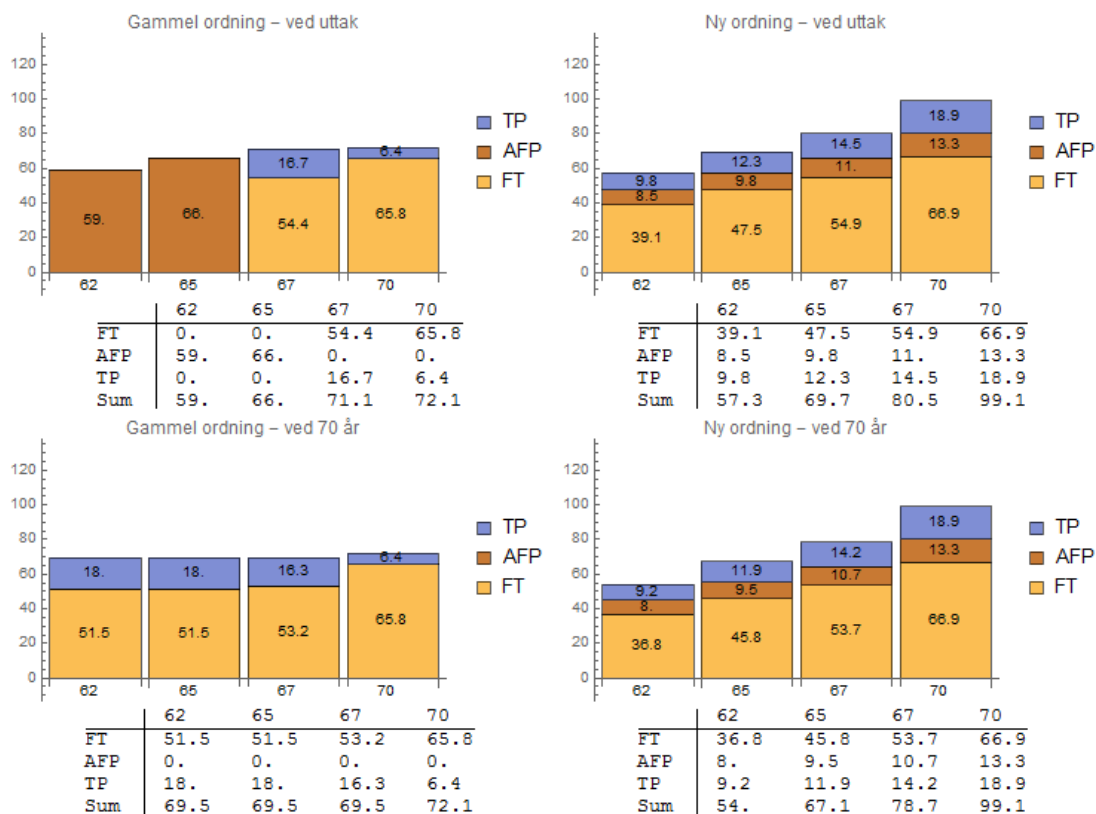 Gammel ordning – ved uttak
120
100
80
60
40
20
0
59.
66.
16.7
54.4
6.4
65.8
62 65 67 70
TP
AFP
FT
62 65 67 70
FT 0. 0. 54.4 65.8
AFP 59. 66. 0. 0.
TP 0. 0. 16.7 6.4
Sum 59. 66. 71.1 72.1
Ny ordning – ved uttak
120
100
80
60
40
20
0
9.8
8.5
39.1
12.3
9.8
47.5
14.5
11.
54.9
18.9
13.3
66.9
62 65 67 70
TP
AFP
FT
62 65 67 70
FT 39.1 47.5 54.9 66.9
AFP 8.5 9.8 11. 13.3
TP 9.8 12.3 14.5 18.9
Sum 57.3 69.7 80.5 99.1
Gammel ordning – ved 70 år
120
100
80
60
40
20
0
18.
51.5
18.
51.5
16.3
53.2
6.4
65.8
62 65 67 70
TP
AFP
FT
62 65 67 70
FT 51.5 51.5 53.2 65.8
AFP 0. 0. 0. 0.
TP 18. 18. 16.3 6.4
Sum 69.5 69.5 69.5 72.1
Ny ordning – ved 70 år
120
100
80
60
40
20
0
9.2
8.
36.8
11.9
9.5
45.8
14.2
10.7
53.7
18.9
13.3
66.9
62 65 67 70
TP
AFP
FT
62 65 67 70
FT 36.8 45.8 53.7 66.9
AFP 8. 9.5 10.7 13.3
TP 9.2 11.9 14.2 18.9
Sum 54. 67.1 78.7 99.1